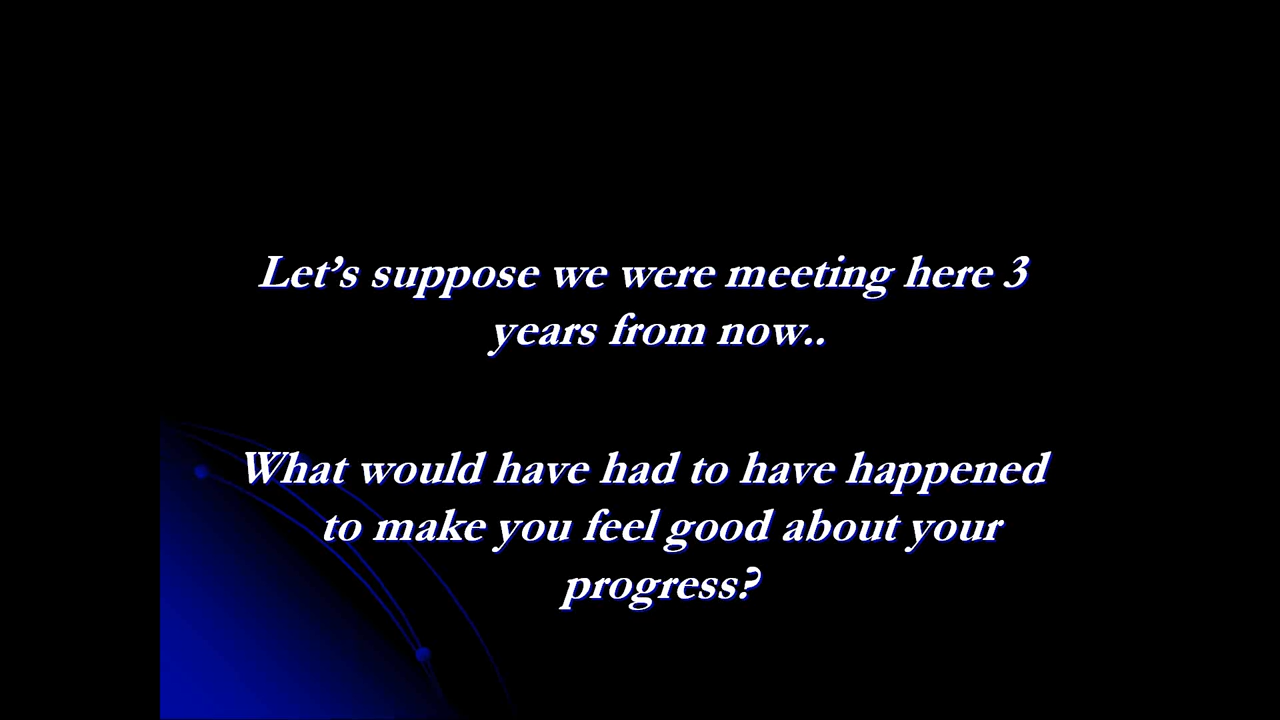 Let’s suppose we were meeting here 3
years from now..
What would have had to have happened
to make you feel good about your
progress?